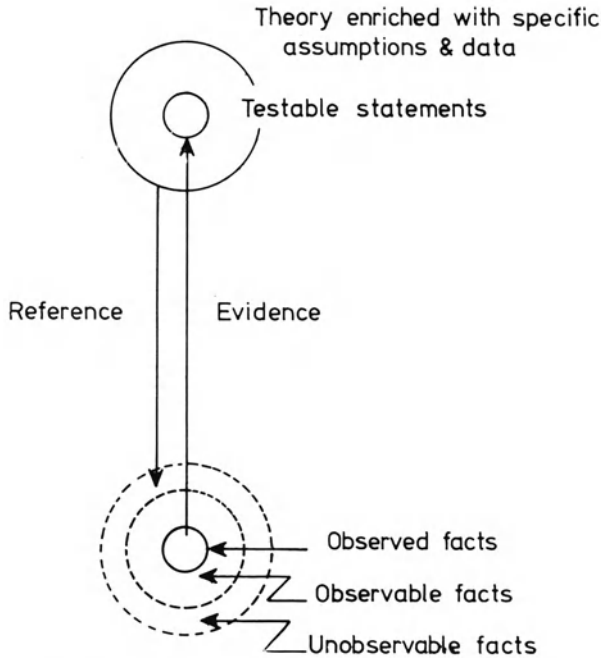 Theory enriched with specific
assumptions & data
Testable statements
Reference
Evidence
Observed facts
Observable facts
Unobservable facts